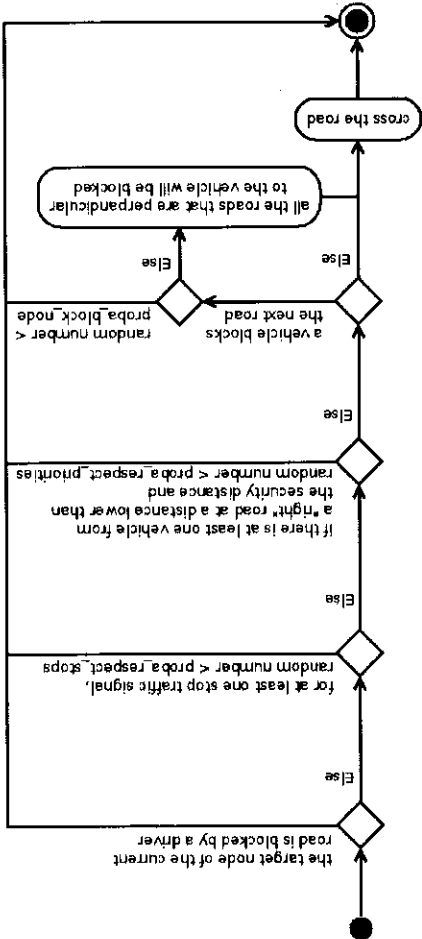 the target node of the current
road is blocked by a driver
Else
for at least one stop traffic signal,
random number < proba_respect_stops
Else
if there is at least one vehicle from
a "right" road at a distance lower than
the security distance and
random number < proba_respect_priorities
Else
a vehicle blocks
the next road
random number <
proba_block_node
Else
Else
all the roads that are perpandicular
to the vehicle will be blocked
cross the road